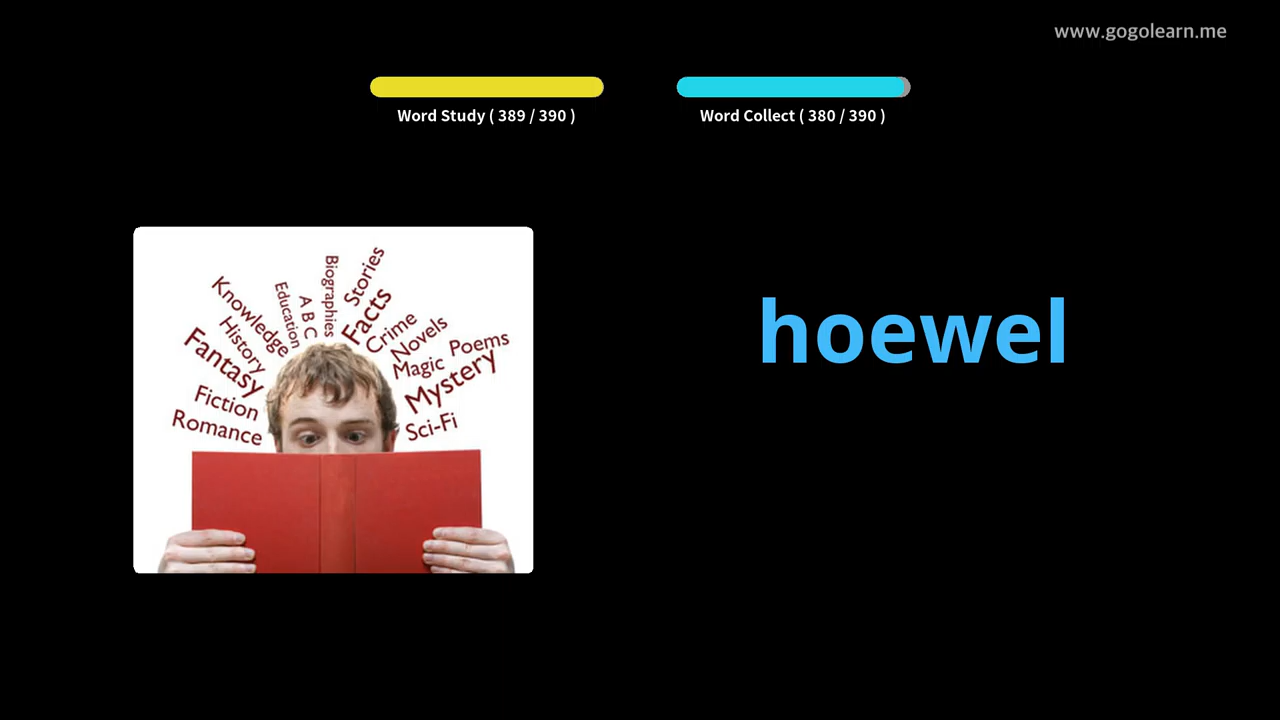 www.gogolearn.me
Word Study ( 389 / 390 )
Word Collect ( 380 / 390 )
hoewel
Biographies
Stories
Education
A B C
Facts
Knowledge
Crime
History
Novels
Fantasy
Magic
Poems
Mystery
Fiction
Romance
Sci-Fi